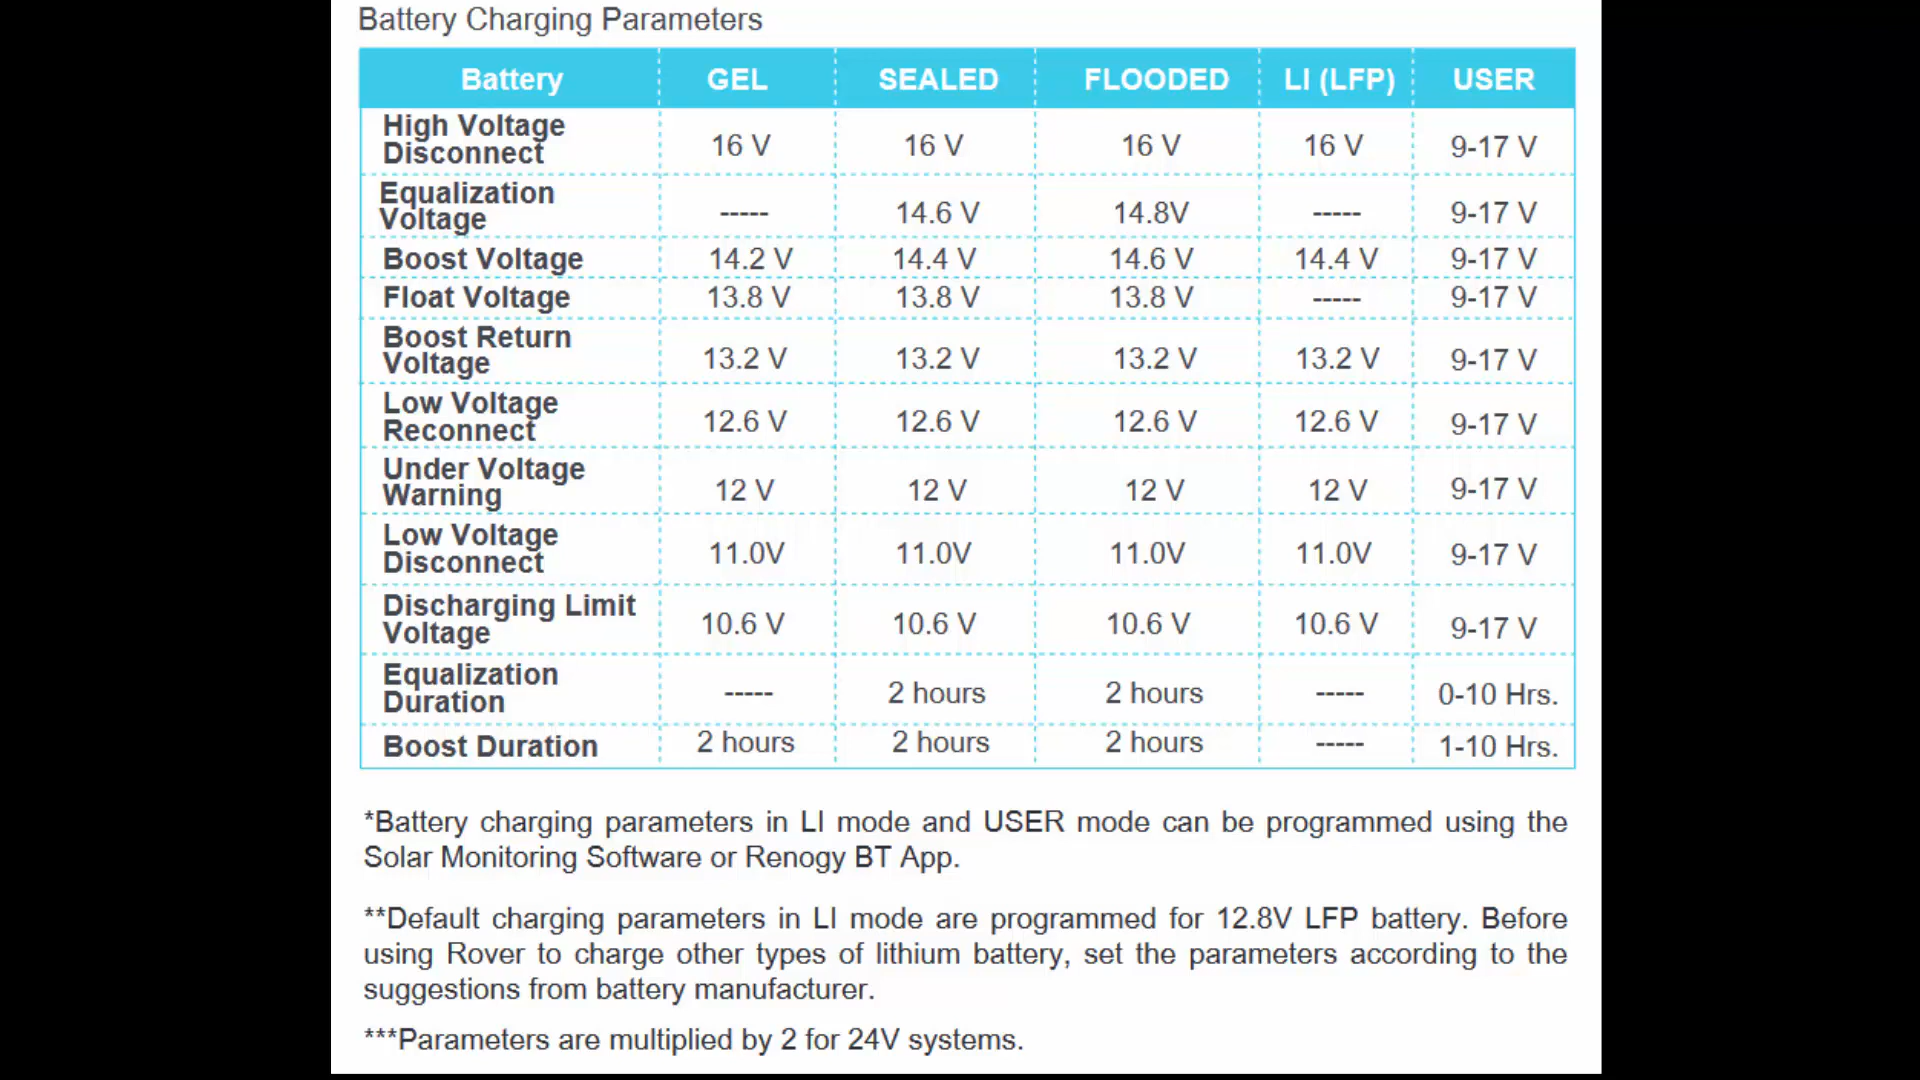 Battery Charging Parameters
Battery GEL SEALED FLOODED LI (LFP) USER
High Voltage
Disconnect 16 V 16 V 16 V 16 V 9-17 V
Equalization
Voltage ----- 14.6 V 14.8V ----- 9-17 V
Boost Voltage 14.2 V 14.4 V 14.6 V 14.4 V 9-17 V
Float Voltage 13.8 V 13.8 V 13.8 V ----- 9-17 V
Boost Return
Voltage 13.2 V 13.2 V 13.2 V 13.2 V 9-17 V
Low Voltage
Reconnect 12.6 V 12.6 V 12.6 V 12.6 V 9-17 V
Under Voltage
Warning 12 V 12 V 12 V 12 V 9-17 V
Low Voltage
Disconnect 11.0V 11.0V 11.0V 11.0V 9-17 V
Discharging Limit
Voltage 10.6 V 10.6 V 10.6 V 10.6 V 9-17 V
Equalization
Duration ----- 2 hours 2 hours ----- 0-10 Hrs.
Boost Duration 2 hours 2 hours 2 hours ----- 1-10 Hrs.
*Battery charging parameters in LI mode and USER mode can be programmed using the
Solar Monitoring Software or Renogy BT App.
**Default charging parameters in LI mode are programmed for 12.8V LFP battery. Before
using Rover to charge other types of lithium battery, set the parameters according to the
suggestions from battery manufacturer.
***Parameters are multiplied by 2 for 24V systems.